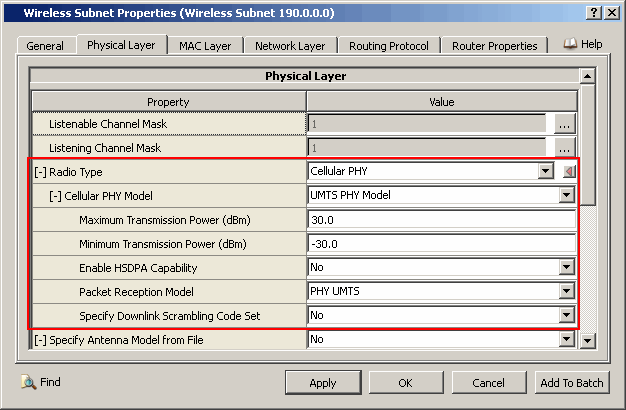 Wireless Subnet Properties (Wireless Subnet 190.0.0.0)
General Physical Layer MAC Layer Network Layer Routing Protocol Router Properties Help
Physical Layer
Property Value
Listenable Channel Mask 1 ...
Listening Channel Mask 1 ...
[-] Radio Type Cellular PHY
[-] Cellular PHY Model UMTS PHY Model
Maximum Transmission Power (dBm) 30.0
Minimum Transmission Power (dBm) -30.0
Enable HSDPA Capability No
Packet Reception Model PHY UMTS
Specify Downlink Scrambling Code Set No
[-] Specify Antenna Model from File No
Find Apply OK Cancel Add To Batch